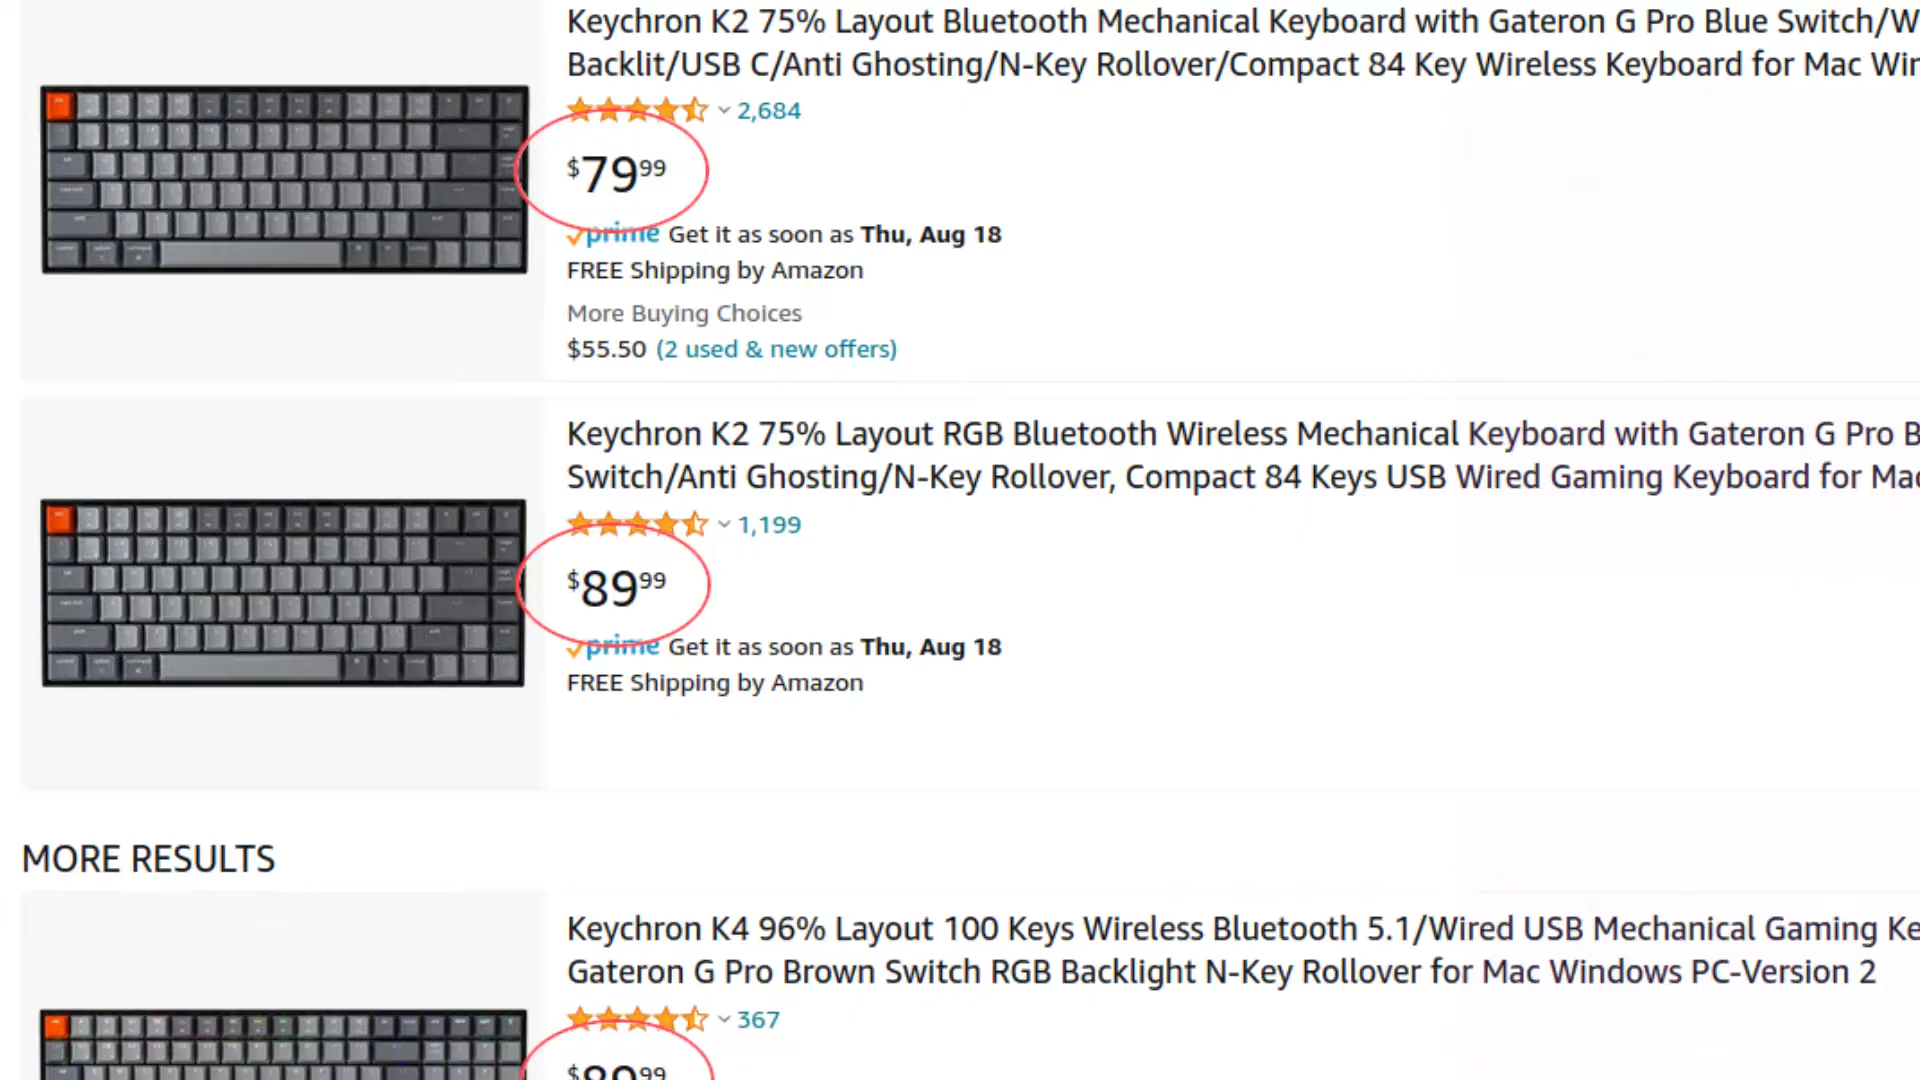 Keychron K2 75% Layout Bluetooth Mechanical Keyboard with Gateron G Pro Blue Switch/W
Backlit/USB C/Anti Ghosting/N-Key Rollover/Compact 84 Key Wireless Keyboard for Mac Win
2,684
$79 99
prime Get it as soon as Thu, Aug 18
FREE Shipping by Amazon
More Buying Choices
$55.50 (2 used & new offers)
Keychron K2 75% Layout RGB Bluetooth Wireless Mechanical Keyboard with Gateron G Pro B
Switch/Anti Ghosting/N-Key Rollover, Compact 84 Keys USB Wired Gaming Keyboard for Mac
1,199
$89 99
prime Get it as soon as Thu, Aug 18
FREE Shipping by Amazon
MORE RESULTS
Keychron K4 96% Layout 100 Keys Wireless Bluetooth 5.1/Wired USB Mechanical Gaming Ke
Gateron G Pro Brown Switch RGB Backlight N-Key Rollover for Mac Windows PC-Version 2
367
$89 99